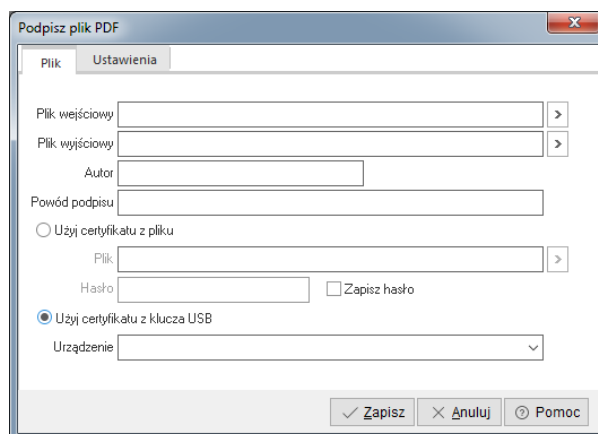 Podpisz plik PDF
Plik Ustawienia
Plik wejściowy >
Plik wyjściowy >
Autor
Powód podpisu
Użyj certyfikatu z pliku
Plik >
Hasło Zapisz hasło
Użyj certyfikatu z klucza USB
Urządzenie
Zapisz Anuluj ? Pomoc